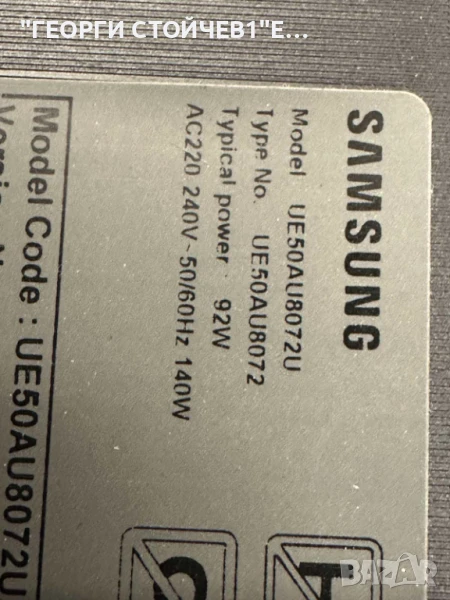 "ГЕОРГИ СТОЙЧЕВ1"Е...
SAMSUNG
Model UE50AU8072U
Type No. UE50AU8072
Typical power : 92W
AC220 240V~50/60Hz 140W
Model Code : UE50AU8072U
BAZAR